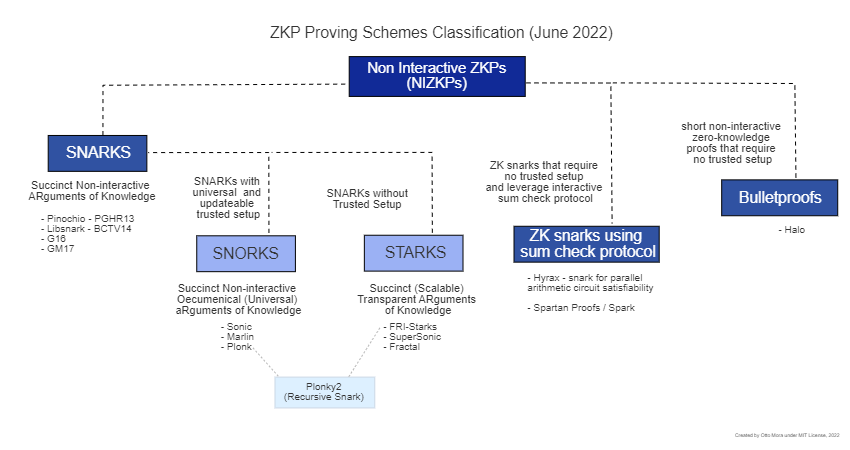 ZKP Proving Schemes Classification (June 2022)
Non Interactive ZKPs
(NIZKPs)
SNARKS
Succinct Non-interactive
ARguments of Knowledge
- Pinochio - PGHR13
- Libsnark - BCTV14
- G16
- GM17
SNARKs with
universal and
updateable
trusted setup
SNORKS
Succinct Non-interactive
Oecumenical (Universal)
aRguments of Knowledge
- Sonic
- Marlin
- Plonk
SNARKs without
Trusted Setup
STARKS
Succinct (Scalable)
Transparent ARguments
of Knowledge
- FRI-Starks
- SuperSonic
- Fractal
Plonky2
(Recursive Snark)
ZK snarks that require
no trusted setup
and leverage interactive
sum check protocol
ZK snarks using
sum check protocol
- Hyrax - snark for parallel
arithmetic circuit satisfiability
- Spartan Proofs / Spark
short non-interactive
zero-knowledge
proofs that require
no trusted setup
Bulletproofs
- Halo
Created by Otto Mora under MIT License, 2022